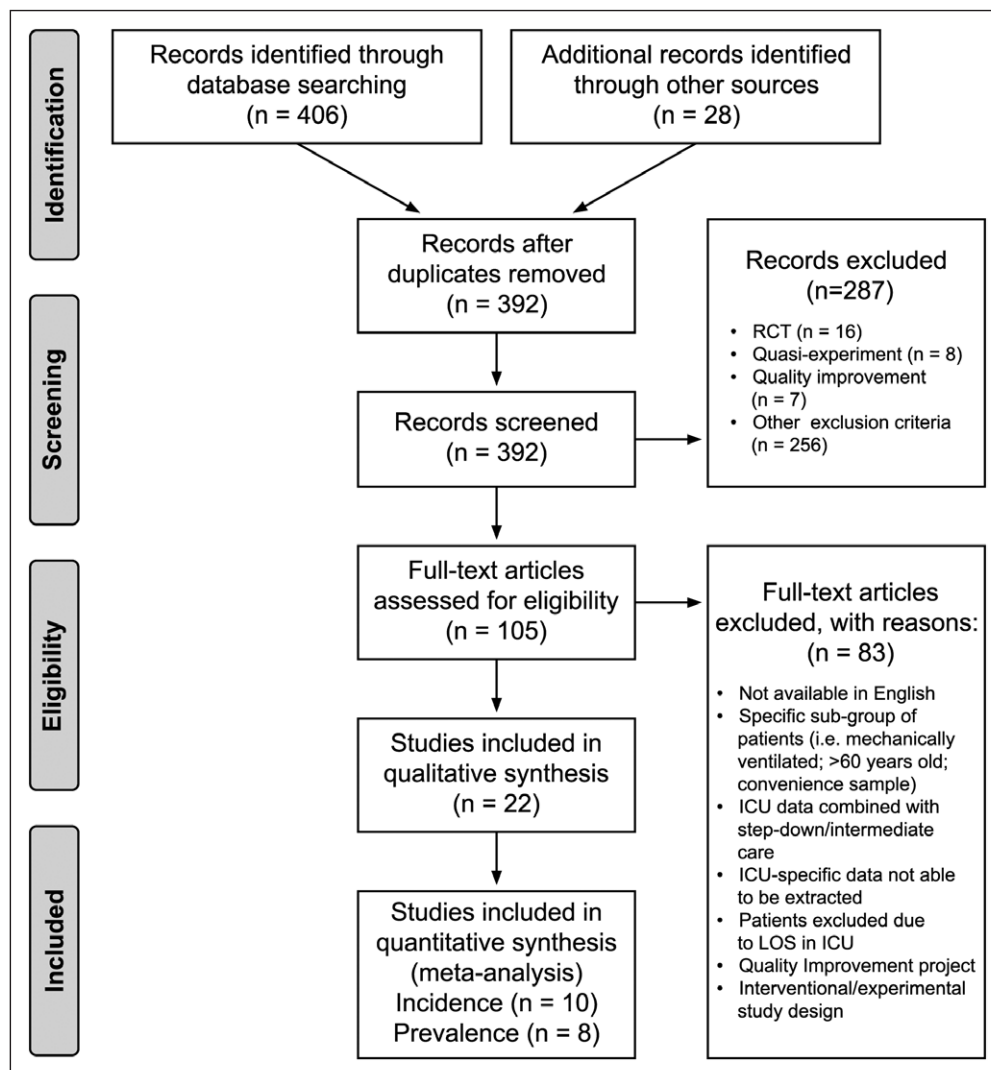 Identification
Records identified through
database searching
(n = 406)
Additional records identified
through other sources
(n = 28)
Records after
duplicates removed
(n = 392)
Screening
Records screened
(n = 392)
Records excluded
(n=287)
• RCT (n = 16)
• Quasi-experiment (n = 8)
• Quality improvement
(n = 7)
• Other exclusion criteria
(n = 256)
Eligibility
Full-text articles
assessed for eligibility
(n = 105)
Full-text articles
excluded, with reasons:
(n = 83)
• Not available in English
• Specific sub-group of
patients (i.e. mechanically
ventilated; >60 years old;
convenience sample)
• ICU data combined with
step-down/intermediate
care
• ICU-specific data not able
to be extracted
• Patients excluded due
to LOS in ICU
• Quality Improvement project
• Interventional/experimental
study design
Studies included in
qualitative synthesis
(n = 22)
Included
Studies included in
quantitative synthesis
(meta-analysis)
Incidence (n = 10)
Prevalence (n = 8)